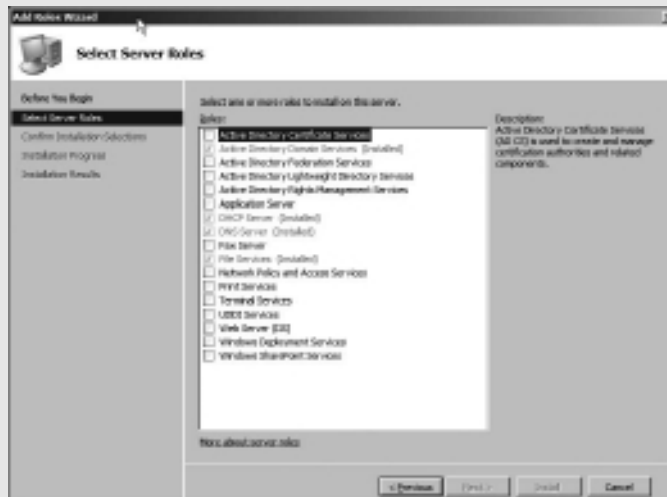 Add Roles Wizard
Select Server Roles
Before You Begin
Select Server Roles
Confirm Installation Selections
Installation Progress
Installation Results
Select one or more roles to install on this server.
Roles:
Active Directory Certificate Services
Active Directory Domain Services (Installed)
Active Directory Federation Services
Active Directory Lightweight Directory Services
Active Directory Rights Management Services
Application Server
DHCP Server (Installed)
DNS Server (Installed)
Fax Server
File Services (Installed)
Network Policy and Access Services
Print Services
Terminal Services
UDDI Services
Web Server (IIS)
Windows Deployment Services
Windows SharePoint Services
More about server roles
Description:
Active Directory Certificate Services
(AD CS) is used to create and manage
certification authorities and related
components.
< Previous
Next >
Install
Cancel